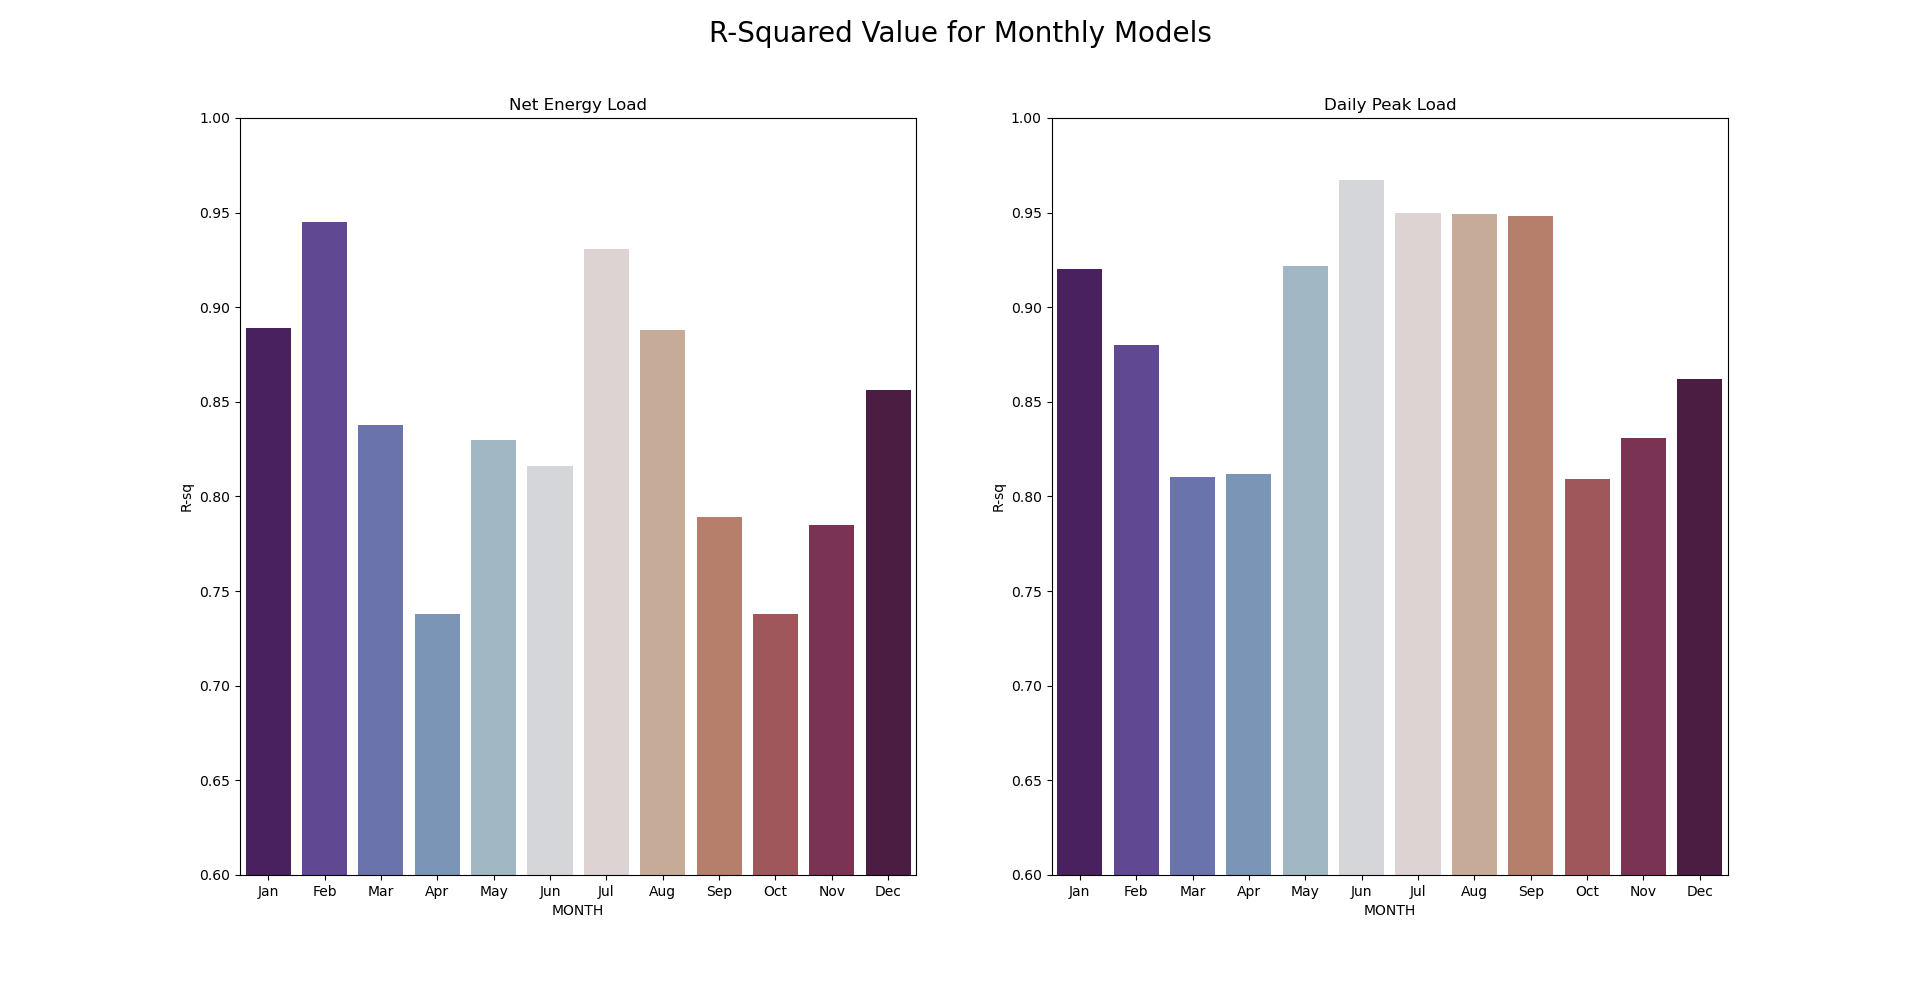 R-Squared Value for Monthly Models
Net Energy Load
1.00
0.95
0.90
0.85
0.80
0.75
0.70
0.65
0.60
R-sq
Jan Feb Mar Apr May Jun Jul Aug Sep Oct Nov Dec
MONTH
Daily Peak Load
1.00
0.95
0.90
0.85
0.80
0.75
0.70
0.65
0.60
R-sq
Jan Feb Mar Apr May Jun Jul Aug Sep Oct Nov Dec
MONTH